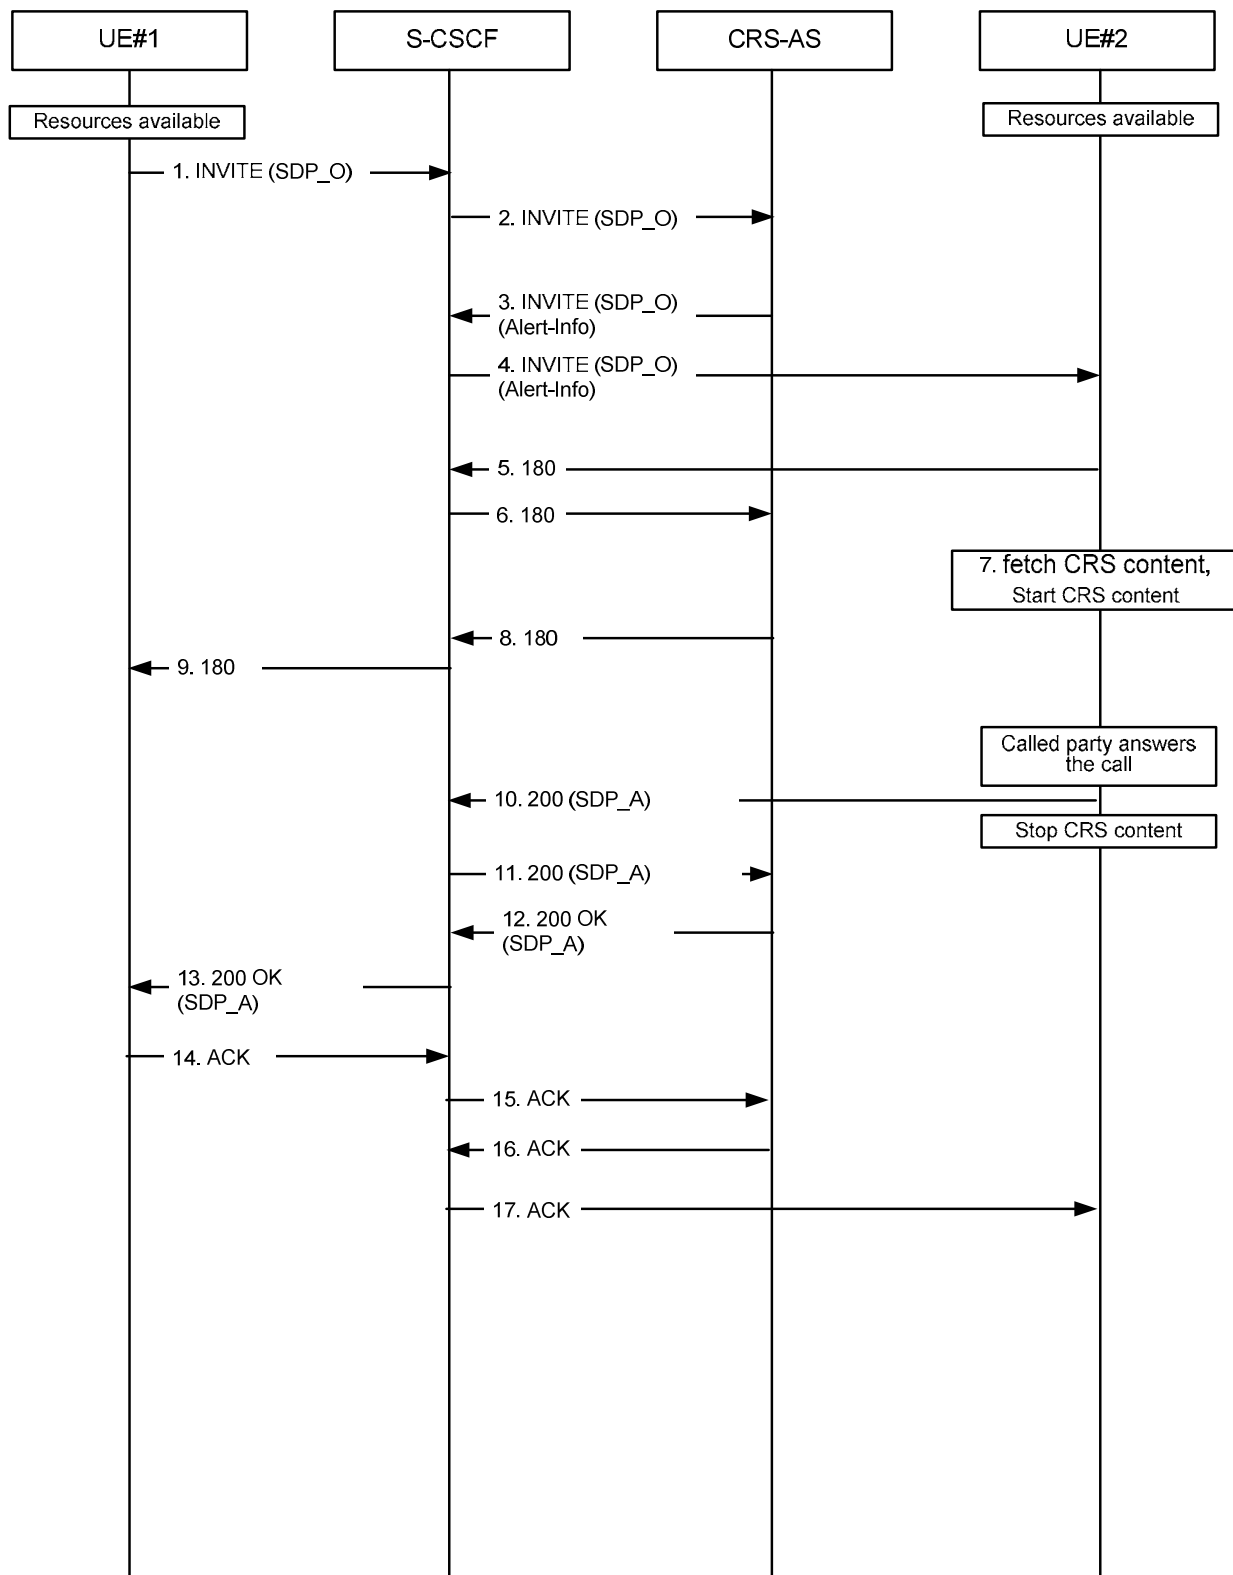 UE#1
S-CSCF
CRS-AS
UE#2
Resources available
Resources available
1. INVITE (SDP_O)
2. INVITE (SDP_O)
3. INVITE (SDP_O)
(Alert-Info)
4. INVITE (SDP_O)
(Alert-Info)
5. 180
6. 180
7. fetch CRS content,
Start CRS content
8. 180
9. 180
Called party answers
the call
10. 200 (SDP_A)
Stop CRS content
11. 200 (SDP_A)
12. 200 OK
(SDP_A)
13. 200 OK
(SDP_A)
14. ACK
15. ACK
16. ACK
17. ACK